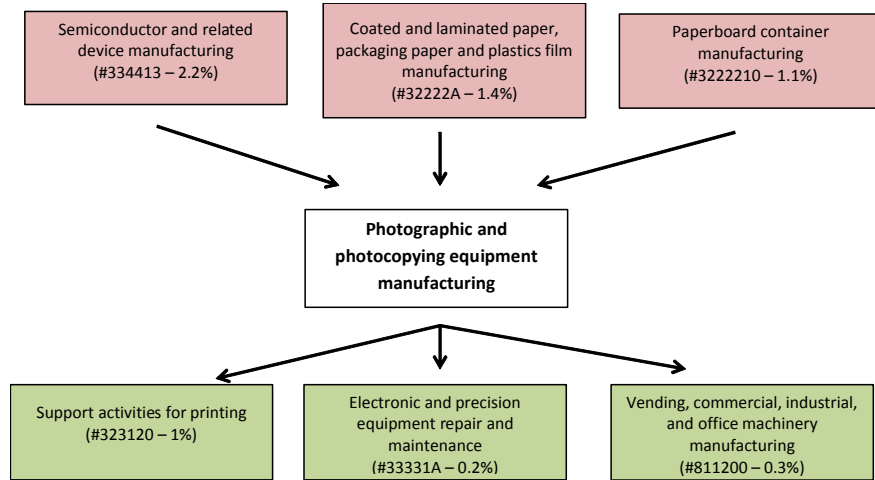 Semiconductor and related
device manufacturing
(#334413 – 2.2%)
Coated and laminated paper,
packaging paper and plastics film
manufacturing
(#32222A – 1.4%)
Paperboard container
manufacturing
(#3222210 – 1.1%)
Photographic and
photocopying equipment
manufacturing
Support activities for printing
(#323120 – 1%)
Electronic and precision
equipment repair and
maintenance
(#33331A – 0.2%)
Vending, commercial, industrial,
and office machinery
manufacturing
(#811200 – 0.3%)